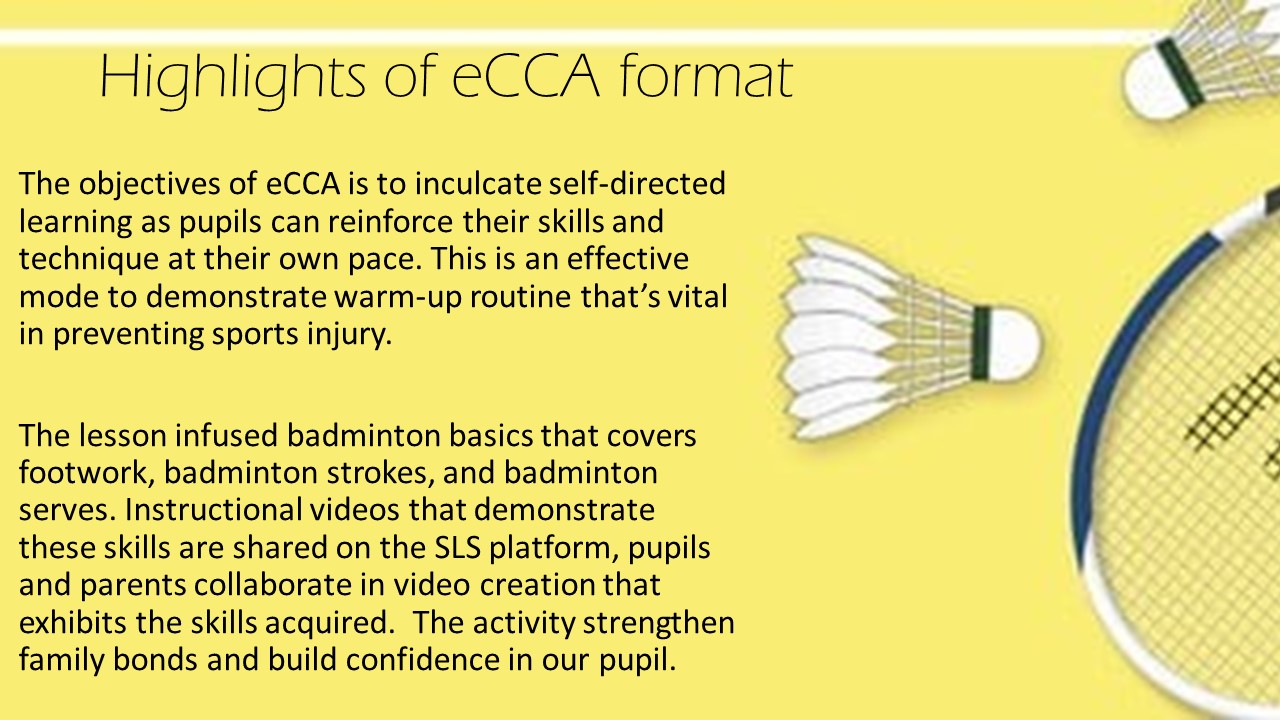 Highlights of eCCA format
The objectives of eCCA is to inculcate self-directed
learning as pupils can reinforce their skills and
technique at their own pace. This is an effective
mode to demonstrate warm-up routine that’s vital
in preventing sports injury.
The lesson infused badminton basics that covers
footwork, badminton strokes, and badminton
serves. Instructional videos that demonstrate
these skills are shared on the SLS platform, pupils
and parents collaborate in video creation that
exhibits the skills acquired.  The activity strengthen
family bonds and build confidence in our pupil.